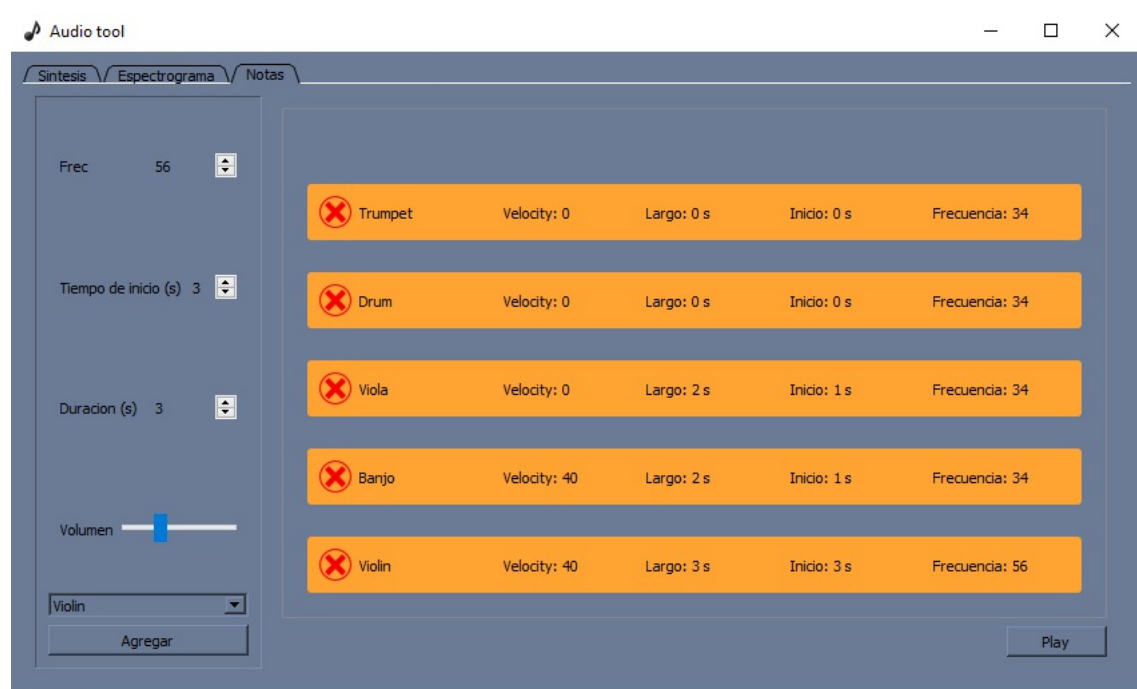 Audio tool
Sintesis Espectrograma Notas
Frec 56
Tiempo de inicio (s) 3
Duracion (s) 3
Volumen
Violin
Agregar
Trumpet Velocity: 0 Largo: 0 s Inicio: 0 s Frecuencia: 34
Drum Velocity: 0 Largo: 0 s Inicio: 0 s Frecuencia: 34
Viola Velocity: 0 Largo: 2 s Inicio: 1 s Frecuencia: 34
Banjo Velocity: 40 Largo: 2 s Inicio: 1 s Frecuencia: 34
Violin Velocity: 40 Largo: 3 s Inicio: 3 s Frecuencia: 56
Play